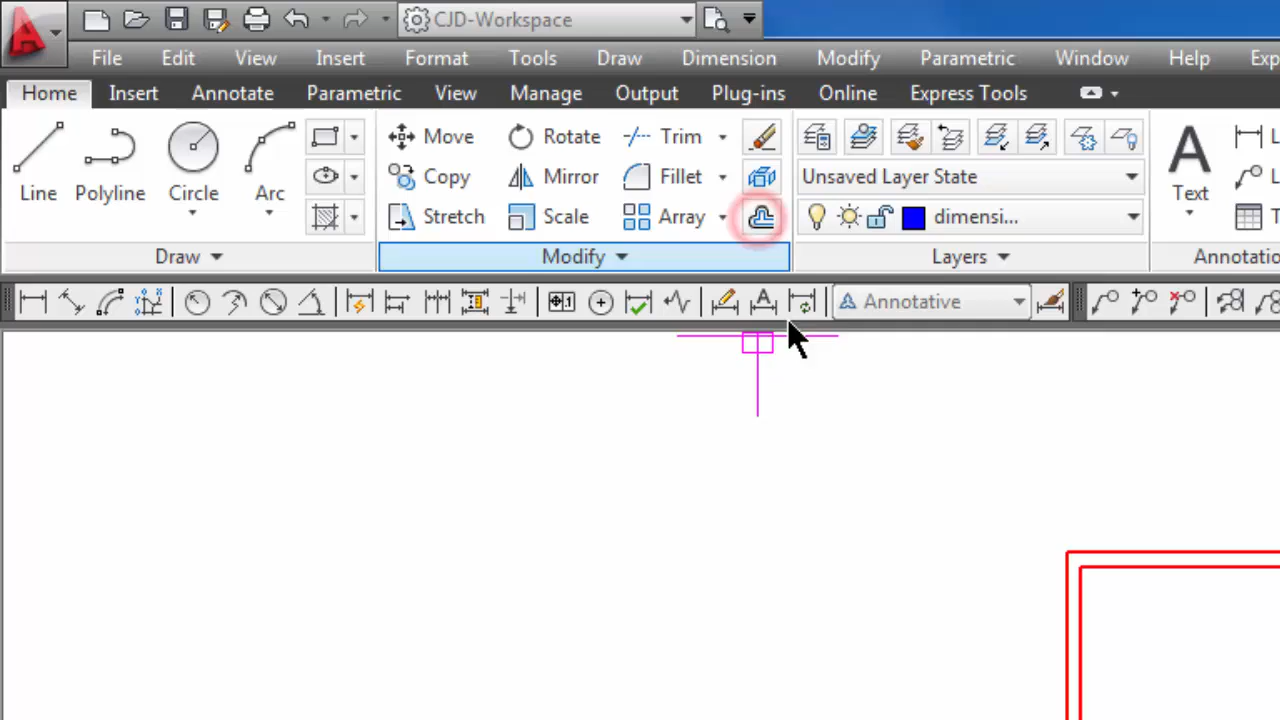 CJD-Workspace
File Edit View Insert Format Tools Draw Dimension Modify Parametric Window Help Exp
Home Insert Annotate Parametric View Manage Output Plug-ins Online Express Tools
Move Rotate Trim
Copy Mirror Fillet Unsaved Layer State
Line Polyline Circle Arc Text
Stretch Scale Array dimensi...
Draw Modify Layers Annotatio
Annotative